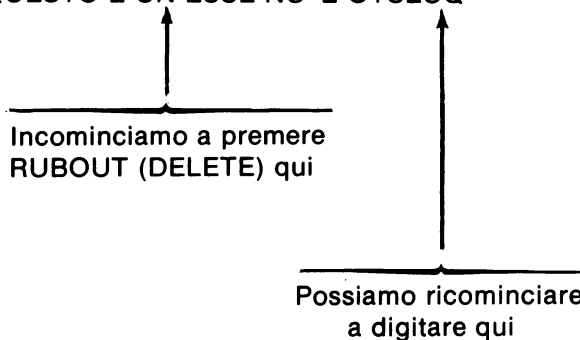 Incominciamo a premere
RUBOUT (DELETE) qui
Possiamo ricominciare
a digitare qui